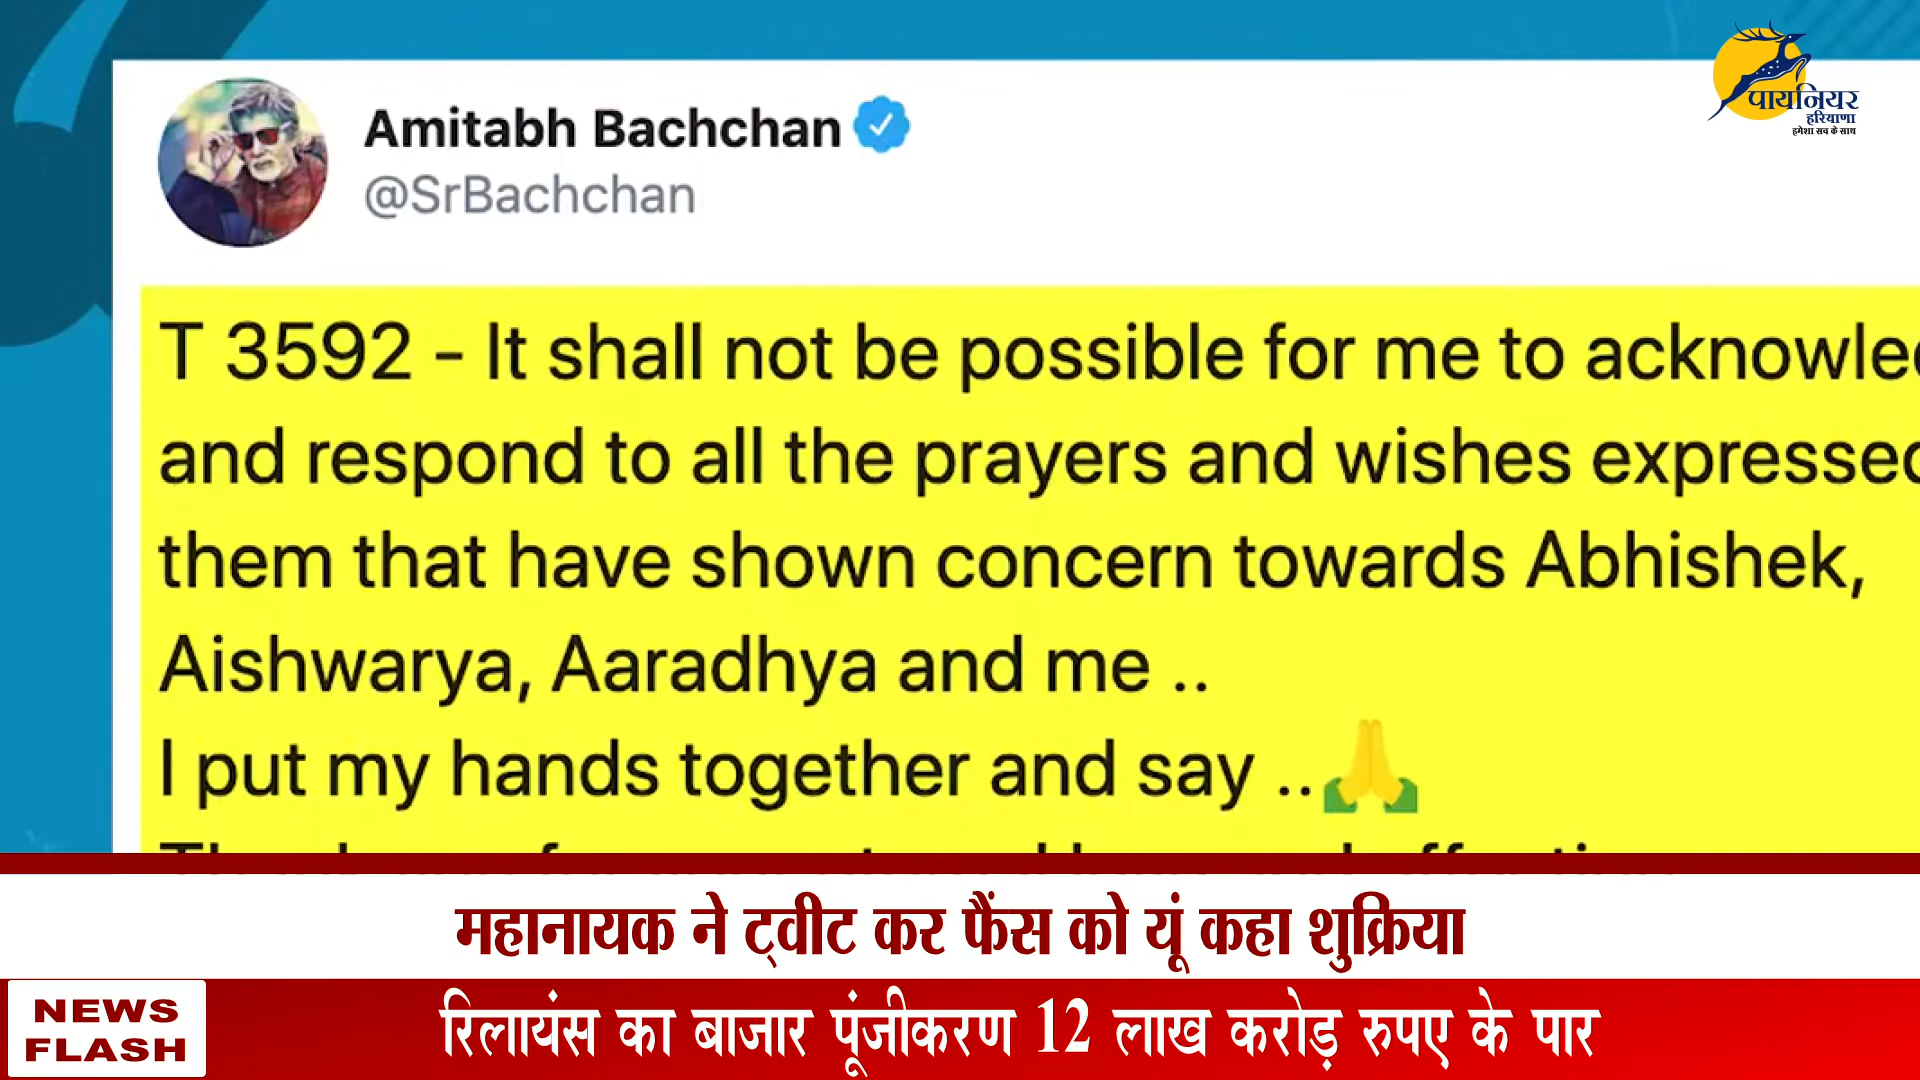 पायनियर
हरियाणा
हमेशा सच के साथ
Amitabh Bachchan
@SrBachchan
T 3592 - It shall not be possible for me to
and respond to all the prayers and wishes
them that have shown concern towards Abhishek,
Aishwarya, Aaradhya and me ..
I put my hands together and say ..🙏
महानायक ने ट्वीट कर फैंस को यूं कहा शुक्रिया
NEWS
FLASH
रिलायंस का बाजार पूंजीकरण 12 लाख करोड़ रुपए के पार